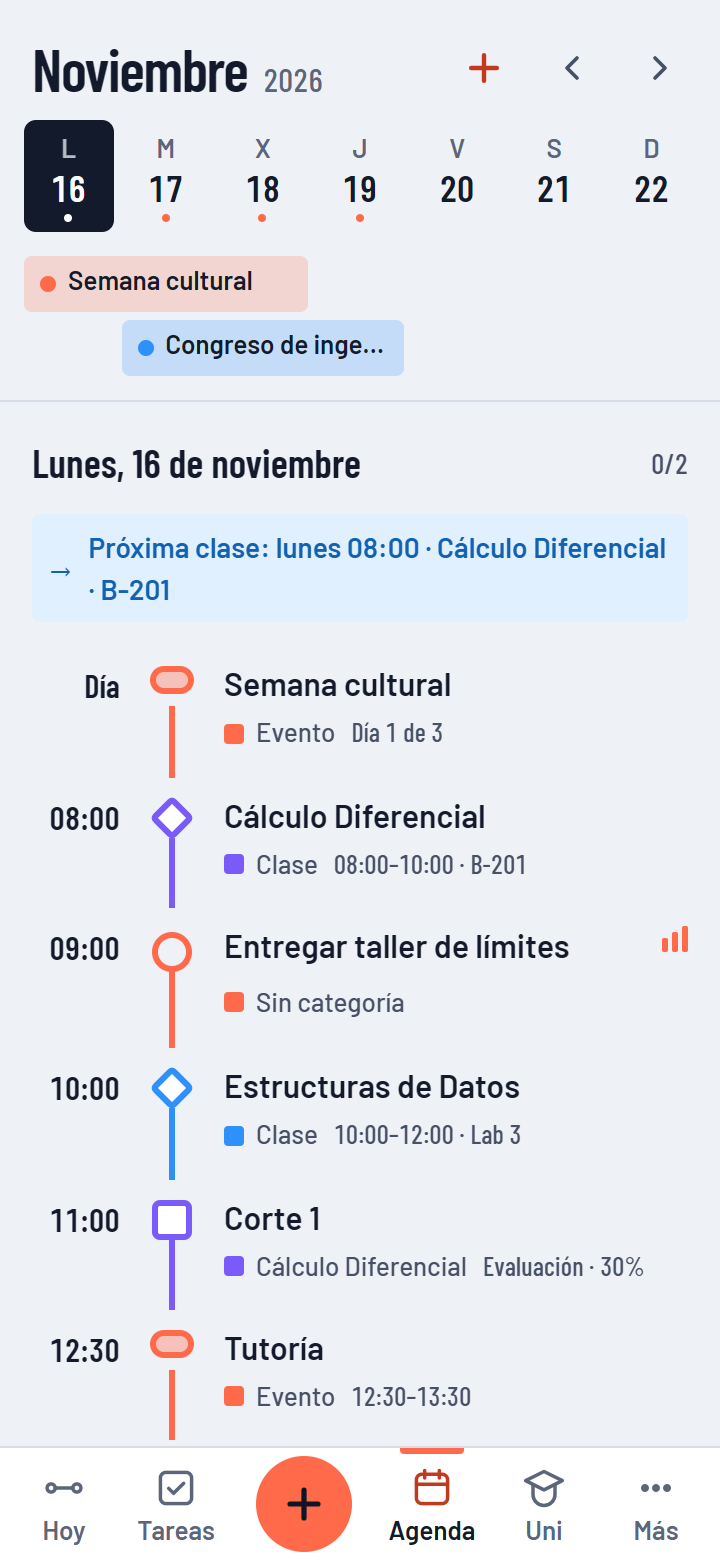 Noviembre 2026
L M X J V S D
16 17 18 19 20 21 22
Semana cultural
Congreso de inge...
Lunes, 16 de noviembre 0/2
→ Próxima clase: lunes 08:00 · Cálculo Diferencial
· B-201
Día Semana cultural
Evento Día 1 de 3
08:00 Cálculo Diferencial
Clase 08:00–10:00 · B-201
09:00 Entregar taller de límites
Sin categoría
10:00 Estructuras de Datos
Clase 10:00–12:00 · Lab 3
11:00 Corte 1
Cálculo Diferencial Evaluación · 30%
12:30 Tutoría
Evento 12:30–13:30
Hoy Tareas Agenda Uni Más